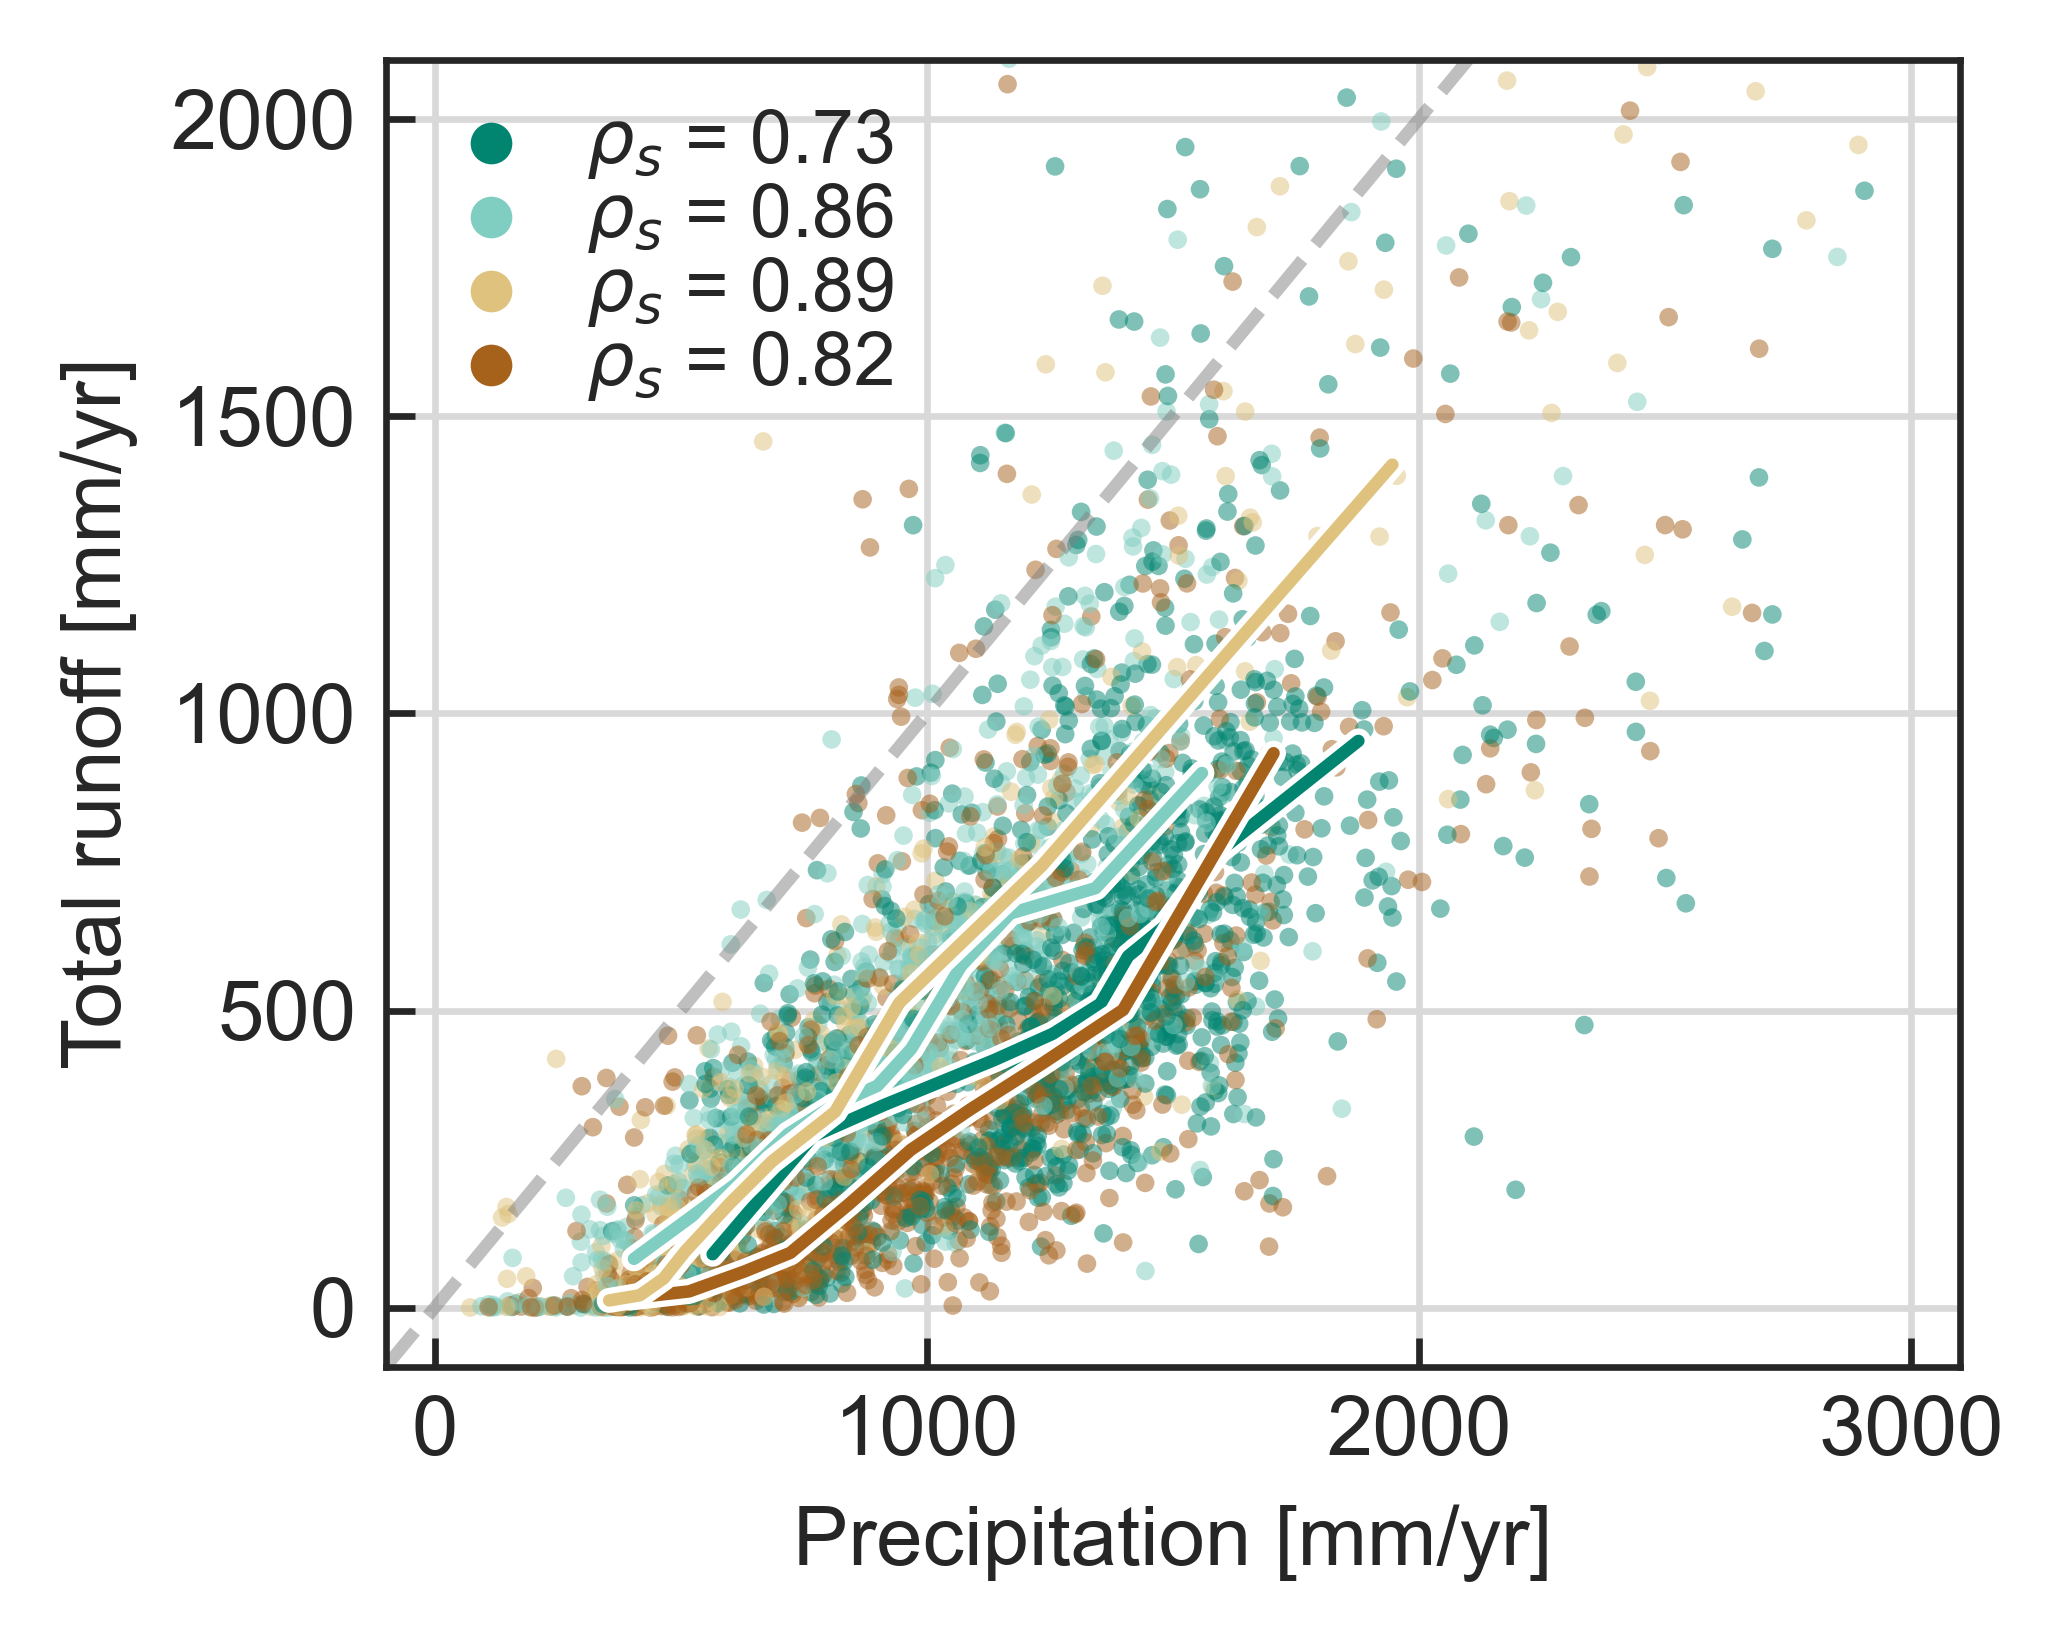 Total runoff [mm/yr]
2000
1500
1000
500
0
ρs = 0.73
ρs = 0.86
ρs = 0.89
ρs = 0.82
0 1000 2000 3000
Precipitation [mm/yr]